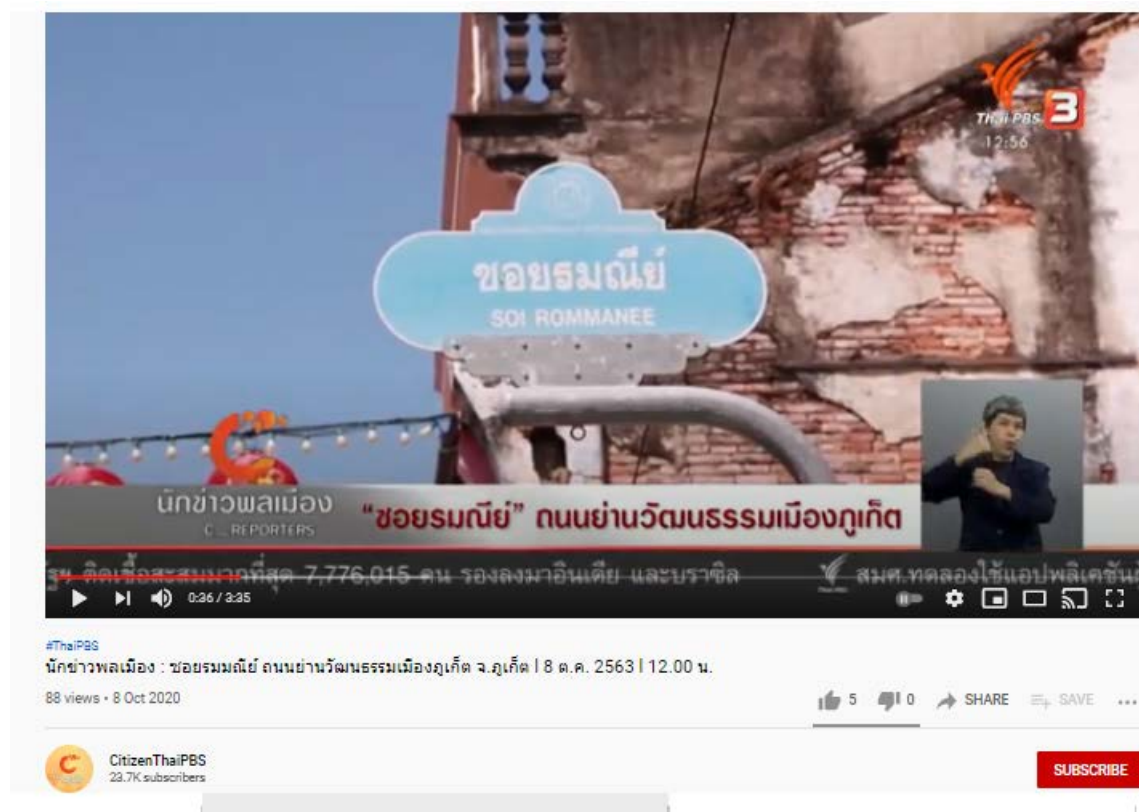 Thai PBS 3
12:56
ซอยรมณีย์
SOI ROMMANEE
นักข่าวพลเมือง
C... REPORTERS
“ซอยรมณีย์” ถนนย่านวัฒนธรรมเมืองภูเก็ต
ติดเชื้อสะสมมากที่สุด 7,776,015 คน รองลงมาอินเดีย และบราซิล
Thai PBS
สมศ.ทดลองใช้แอปพลิเคชัน
0:36 / 3:35
#ThaiPBS
นักข่าวพลเมือง : ซอยรมมณีย์ ถนนย่านวัฒนธรรมเมืองภูเก็ต จ.ภูเก็ต l 8 ต.ค. 2563 l 12.00 น.
88 views • 8 Oct 2020
5 0 SHARE SAVE
CitizenThaiPBS
23.7K subscribers
SUBSCRIBE